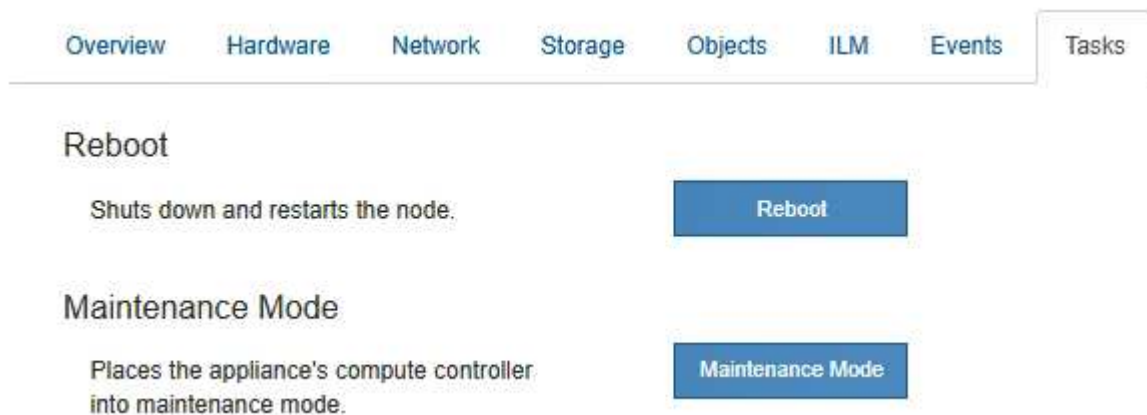 Overview Hardware Network Storage Objects ILM Events Tasks
Reboot
Shuts down and restarts the node. Reboot
Maintenance Mode
Places the appliance's compute controller Maintenance Mode
into maintenance mode.